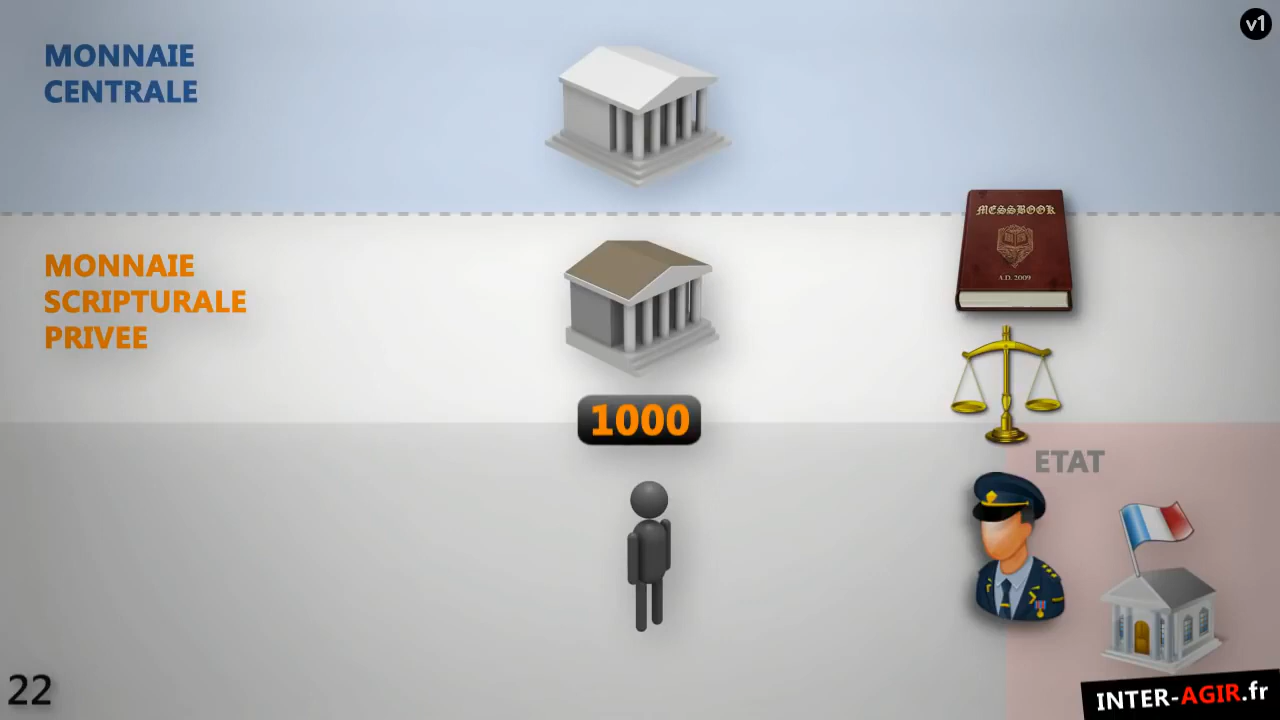 v1
MONNAIE
CENTRALE
MESSBOOK
A.D. 2009
MONNAIE
SCRIPTURALE
PRIVEE
1000
ETAT
22
INTER-AGIR.fr